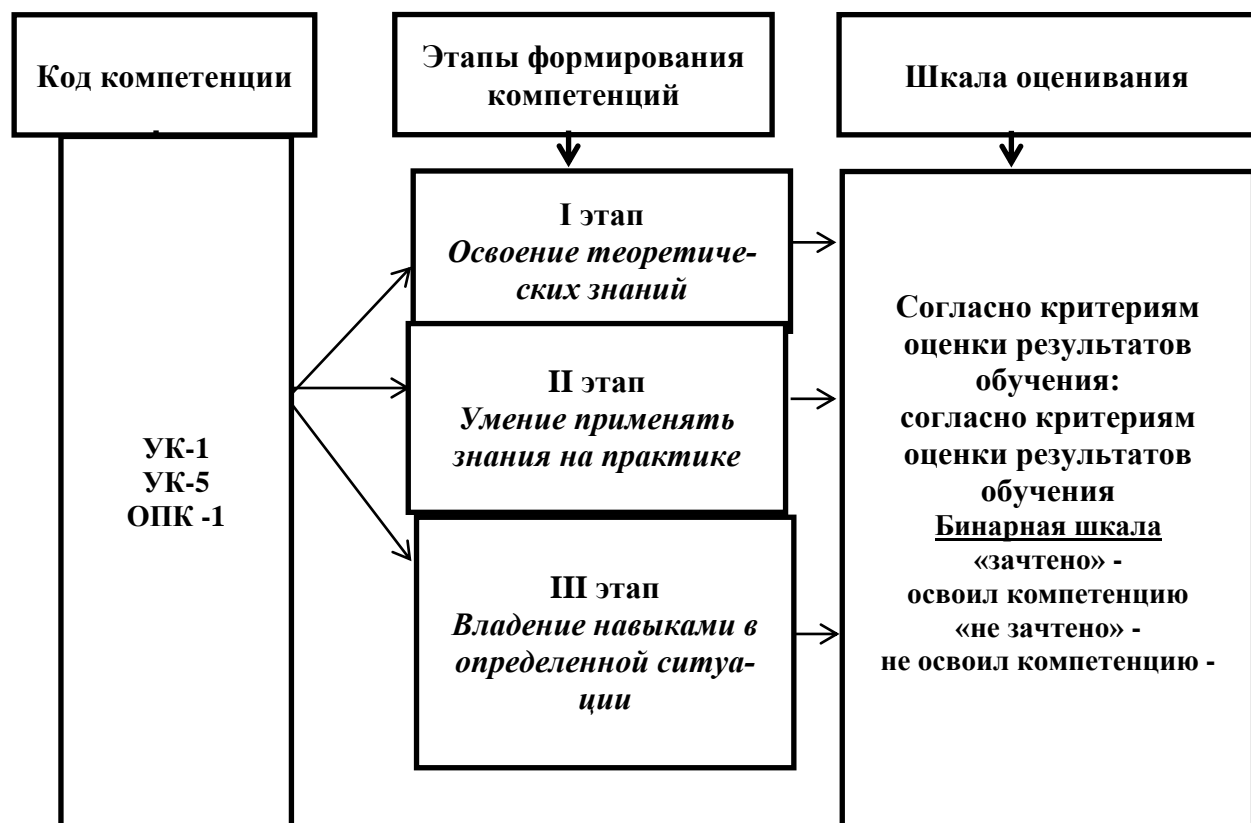 Код компетенции
Этапы формирования
компетенций
Шкала оценивания
УК-1
УК-5
ОПК -1
I этап
Освоение теоретиче-
ских знаний
II этап
Умение применять
знания на практике
III этап
Владение навыками в
определенной ситуа-
ции
Согласно критериям
оценки результатов
обучения:
согласно критериям
оценки результатов
обучения
Бинарная шкала
«зачтено» -
освоил компетенцию
«не зачтено» -
не освоил компетенцию -